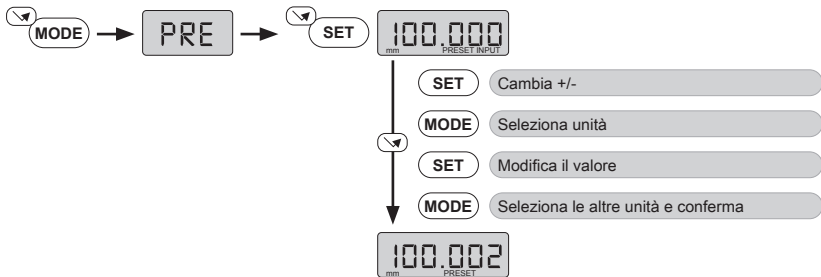 MODE PRE SET 100.000
mm PRESET INPUT
SET Cambia +/-
MODE Seleziona unità
SET Modifica il valore
MODE Seleziona le altre unità e conferma
100.002
mm PRESET